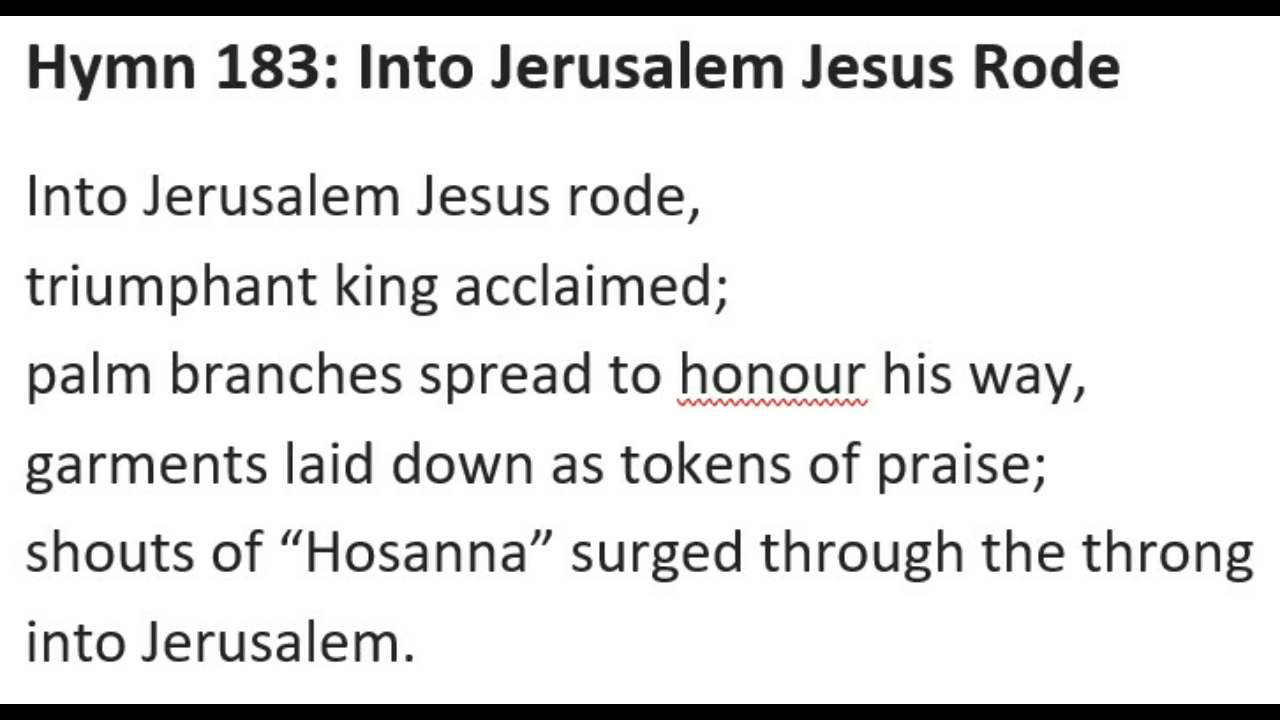 Hymn 183: Into Jerusalem Jesus Rode
Into Jerusalem Jesus rode,
triumphant king acclaimed;
palm branches spread to honour his way,
garments laid down as tokens of praise;
shouts of “Hosanna” surged through the throng
into Jerusalem.